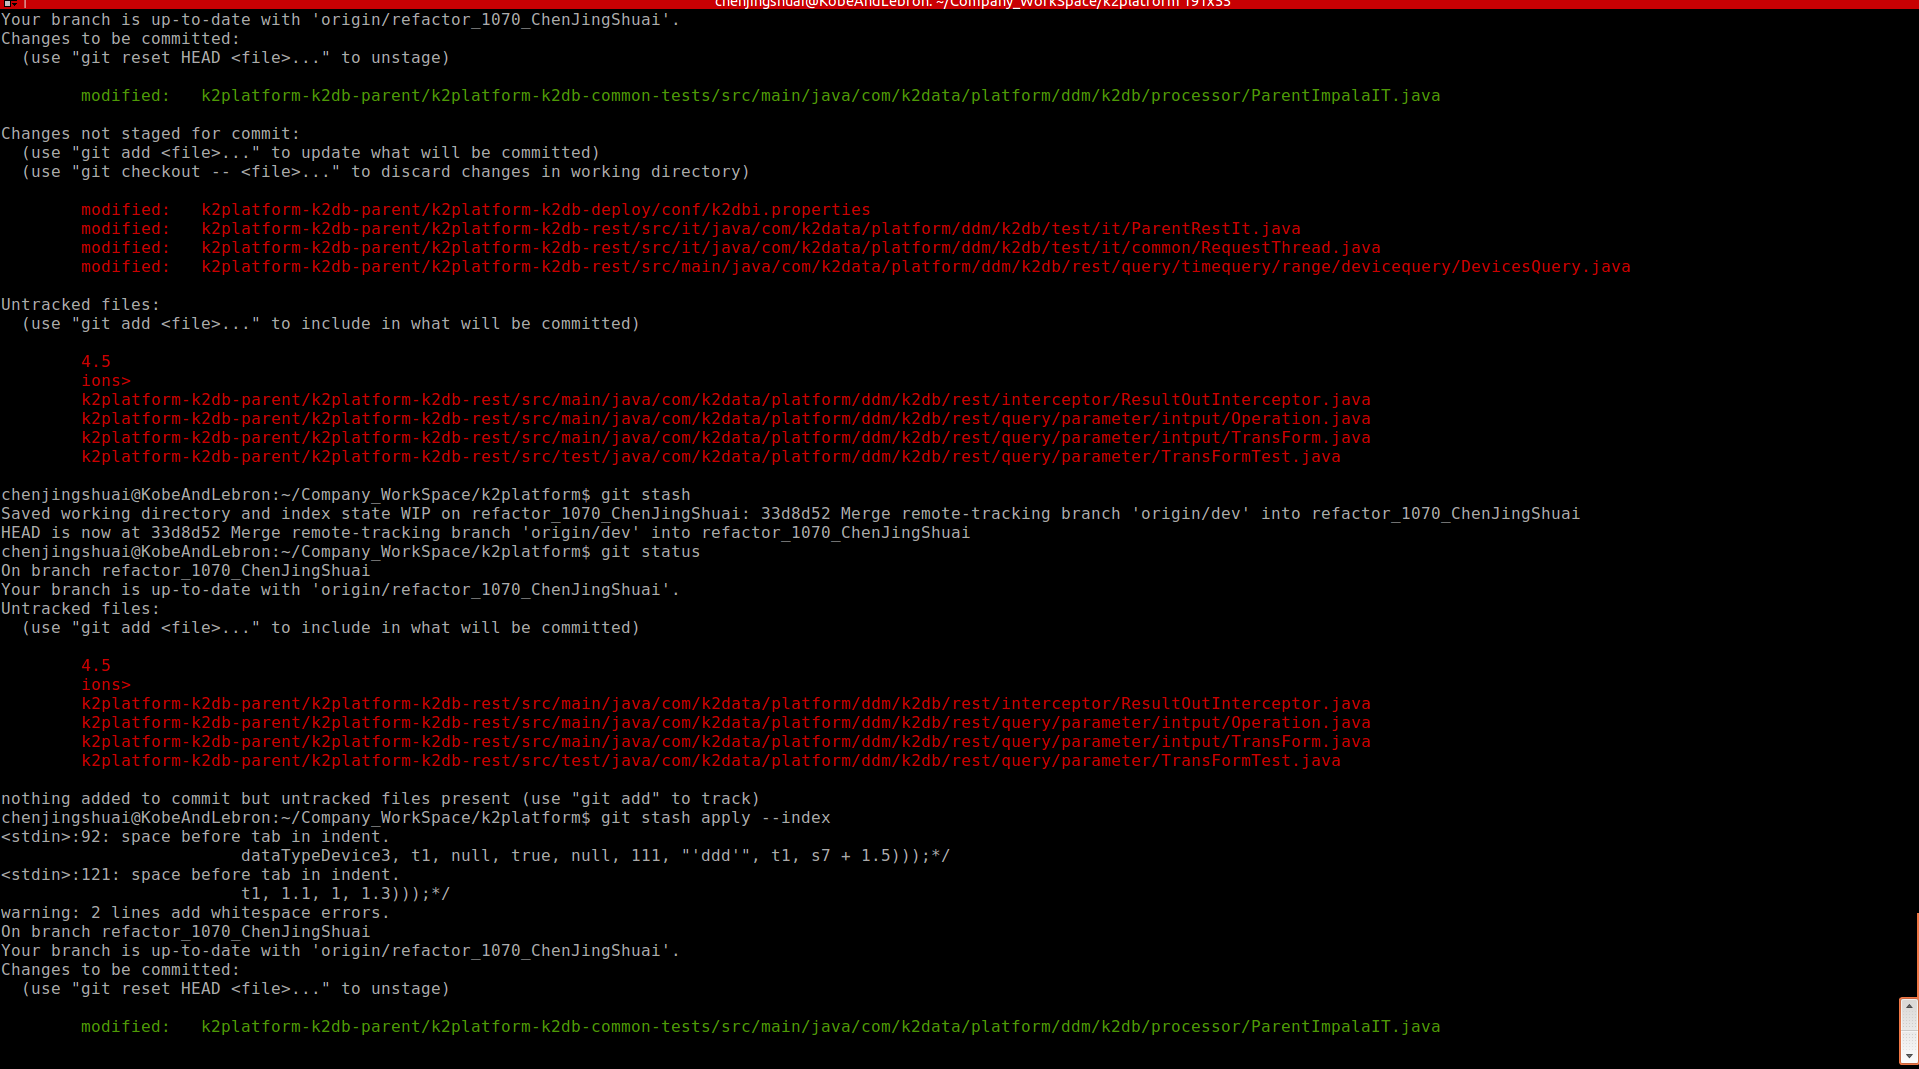 chenjingshuai@KobeAndLebron: ~/Company_WorkSpace/k2platform 191x55
Your branch is up-to-date with 'origin/refactor_1070_ChenJingShuai'.
Changes to be committed:
  (use "git reset HEAD <file>..." to unstage)
        modified:   k2platform-k2db-parent/k2platform-k2db-common-tests/src/main/java/com/k2data/platform/ddm/k2db/processor/ParentImpalaIT.java
Changes not staged for commit:
  (use "git add <file>..." to update what will be committed)
  (use "git checkout -- <file>..." to discard changes in working directory)
        modified:   k2platform-k2db-parent/k2platform-k2db-deploy/conf/k2dbi.properties
        modified:   k2platform-k2db-parent/k2platform-k2db-rest/src/it/java/com/k2data/platform/ddm/k2db/test/it/ParentRestIt.java
        modified:   k2platform-k2db-parent/k2platform-k2db-rest/src/it/java/com/k2data/platform/ddm/k2db/test/it/common/RequestThread.java
        modified:   k2platform-k2db-parent/k2platform-k2db-rest/src/main/java/com/k2data/platform/ddm/k2db/rest/query/timequery/range/devicequery/DevicesQuery.java
Untracked files:
  (use "git add <file>..." to include in what will be committed)
        4.5
        ions>
        k2platform-k2db-parent/k2platform-k2db-rest/src/main/java/com/k2data/platform/ddm/k2db/rest/interceptor/ResultOutInterceptor.java
        k2platform-k2db-parent/k2platform-k2db-rest/src/main/java/com/k2data/platform/ddm/k2db/rest/query/parameter/intput/Operation.java
        k2platform-k2db-parent/k2platform-k2db-rest/src/main/java/com/k2data/platform/ddm/k2db/rest/query/parameter/intput/TransForm.java
        k2platform-k2db-parent/k2platform-k2db-rest/src/test/java/com/k2data/platform/ddm/k2db/rest/query/parameter/TransFormTest.java
chenjingshuai@KobeAndLebron:~/Company_WorkSpace/k2platform$ git stash
Saved working directory and index state WIP on refactor_1070_ChenJingShuai: 33d8d52 Merge remote-tracking branch 'origin/dev' into refactor_1070_ChenJingShuai
HEAD is now at 33d8d52 Merge remote-tracking branch 'origin/dev' into refactor_1070_ChenJingShuai
chenjingshuai@KobeAndLebron:~/Company_WorkSpace/k2platform$ git status
On branch refactor_1070_ChenJingShuai
Your branch is up-to-date with 'origin/refactor_1070_ChenJingShuai'.
Untracked files:
  (use "git add <file>..." to include in what will be committed)
        4.5
        ions>
        k2platform-k2db-parent/k2platform-k2db-rest/src/main/java/com/k2data/platform/ddm/k2db/rest/interceptor/ResultOutInterceptor.java
        k2platform-k2db-parent/k2platform-k2db-rest/src/main/java/com/k2data/platform/ddm/k2db/rest/query/parameter/intput/Operation.java
        k2platform-k2db-parent/k2platform-k2db-rest/src/main/java/com/k2data/platform/ddm/k2db/rest/query/parameter/intput/TransForm.java
        k2platform-k2db-parent/k2platform-k2db-rest/src/test/java/com/k2data/platform/ddm/k2db/rest/query/parameter/TransFormTest.java
nothing added to commit but untracked files present (use "git add" to track)
chenjingshuai@KobeAndLebron:~/Company_WorkSpace/k2platform$ git stash apply --index
<stdin>:92: space before tab in indent.
                        dataTypeDevice3, t1, null, true, null, 111, "'ddd'", t1, s7 + 1.5)));*/
<stdin>:121: space before tab in indent.
                        t1, 1.1, 1, 1.3)));*/
warning: 2 lines add whitespace errors.
On branch refactor_1070_ChenJingShuai
Your branch is up-to-date with 'origin/refactor_1070_ChenJingShuai'.
Changes to be committed:
  (use "git reset HEAD <file>..." to unstage)
        modified:   k2platform-k2db-parent/k2platform-k2db-common-tests/src/main/java/com/k2data/platform/ddm/k2db/processor/ParentImpalaIT.java